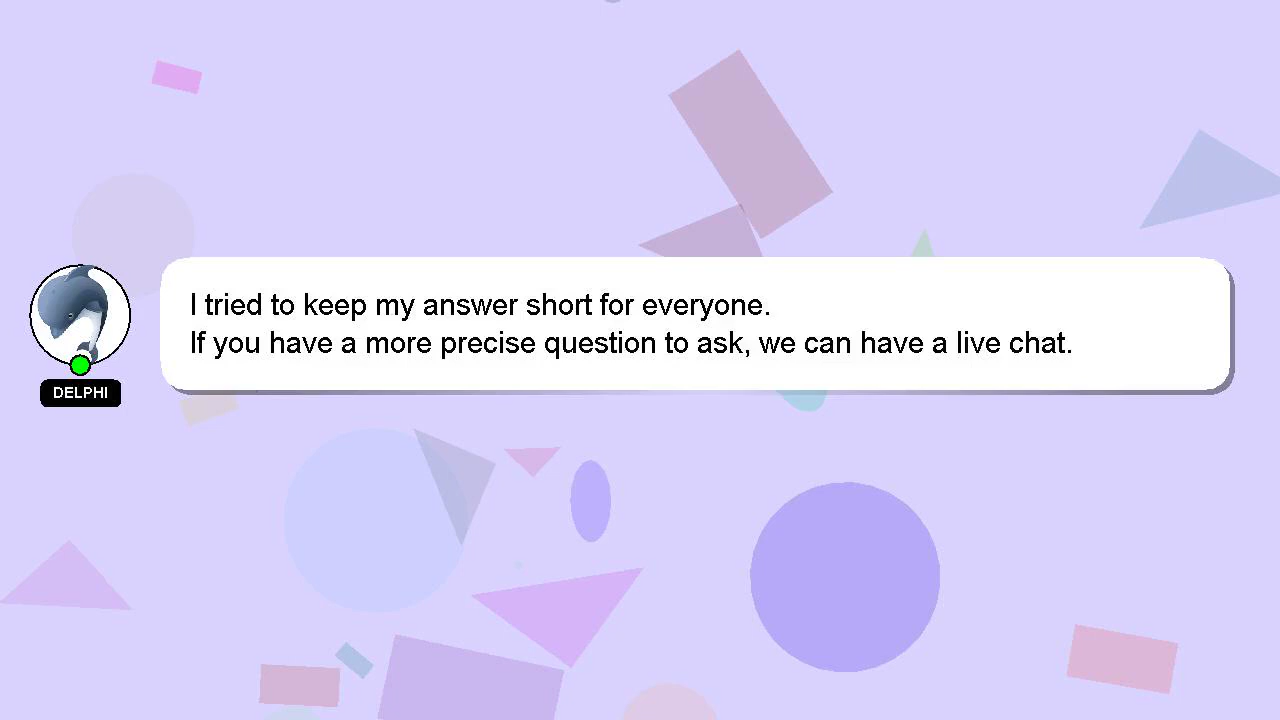 I tried to keep my answer short for everyone.
If you have a more precise question to ask, we can have a live chat.
DELPHI